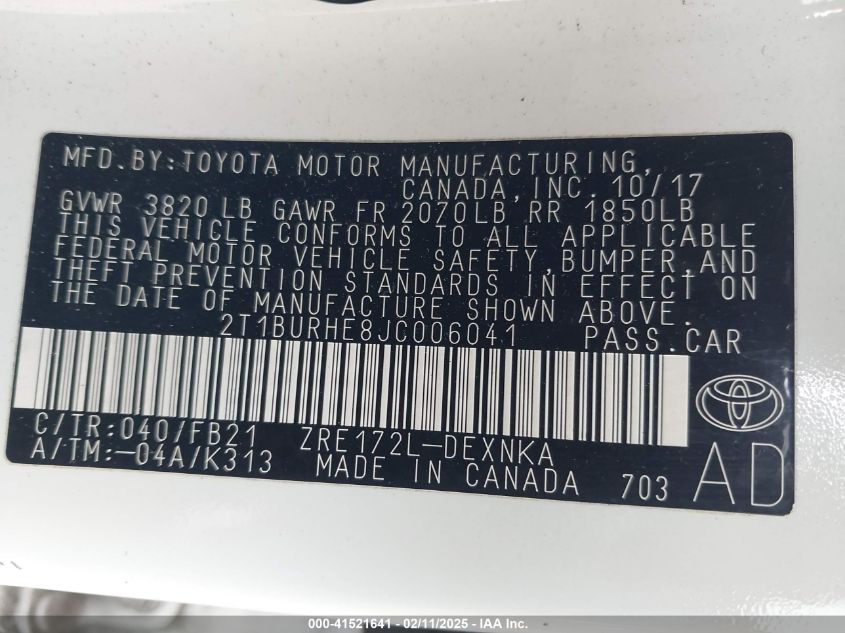 MFD.BY:TOYOTA MOTOR MANUFACTURING,
CANADA,INC. 10/17
GVWR 3820 LB GAWR FR 2070LB RR 1850LB
THIS VEHICLE CONFORMS TO ALL APPLICABLE
FEDERAL MOTOR VEHICLE SAFETY,BUMPER,AND
THEFT PREVENTION STANDARDS IN EFFECT ON
THE DATE OF MANUFACTURE SHOWN ABOVE.
2T1BURHE8JC006041 PASS.CAR
C/TR:040/FB21 ZRE172L-DEXNKA
A/TM:-04A/K313 MADE IN CANADA 703 AD
000-41521641 - 02/11/2025 - IAA Inc.